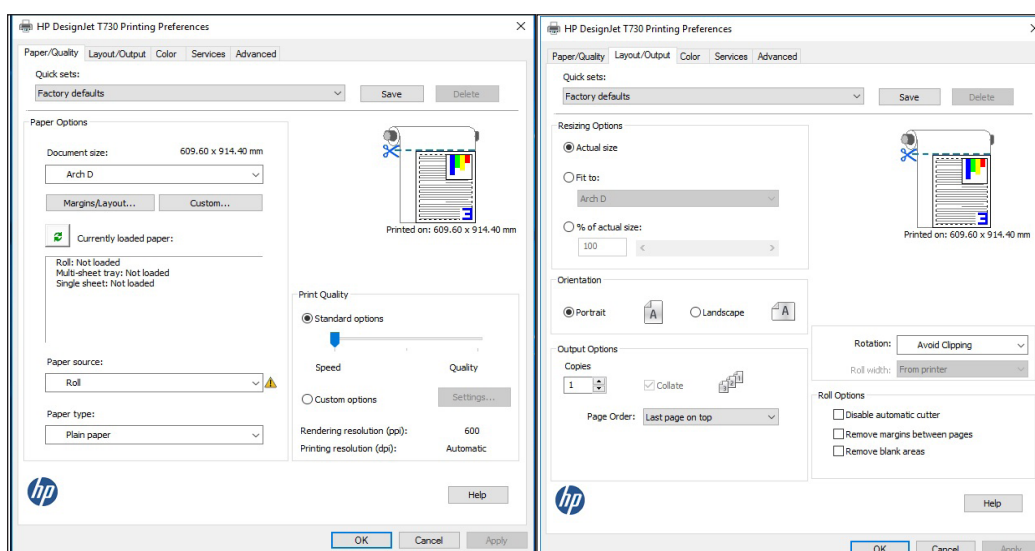 HP DesignJet T730 Printing Preferences
Paper/Quality Layout/Output Color Services Advanced
Quick sets:
Factory defaults
Save
Delete
Paper Options
Document size: 609.60 x 914.40 mm
Arch D
Margins/Layout... Custom...
Currently loaded paper:
Roll: Not loaded
Multi-sheet tray: Not loaded
Single sheet: Not loaded
Paper source:
Roll
Paper type:
Plain paper
3
Printed on: 609.60 x 914.40 mm
Print Quality
Standard options
Speed Quality
Custom options Settings...
Rendering resolution (ppi): 600
Printing resolution (dpi): Automatic
hp
Help
OK Cancel Apply
HP DesignJet T730 Printing Preferences
Paper/Quality Layout/Output Color Services Advanced
Quick sets:
Factory defaults
Save
Delete
Resizing Options
Actual size
Fit to:
Arch D
% of actual size:
100
3
Printed on: 609.60 x 914.40 mm
Orientation
Portrait A Landscape A
Output Options
Copies
1 Collate
Page Order: Last page on top
Rotation: Avoid Clipping
Roll width: From printer
Roll Options
Disable automatic cutter
Remove margins between pages
Remove blank areas
hp
Help
OK Cancel Apply